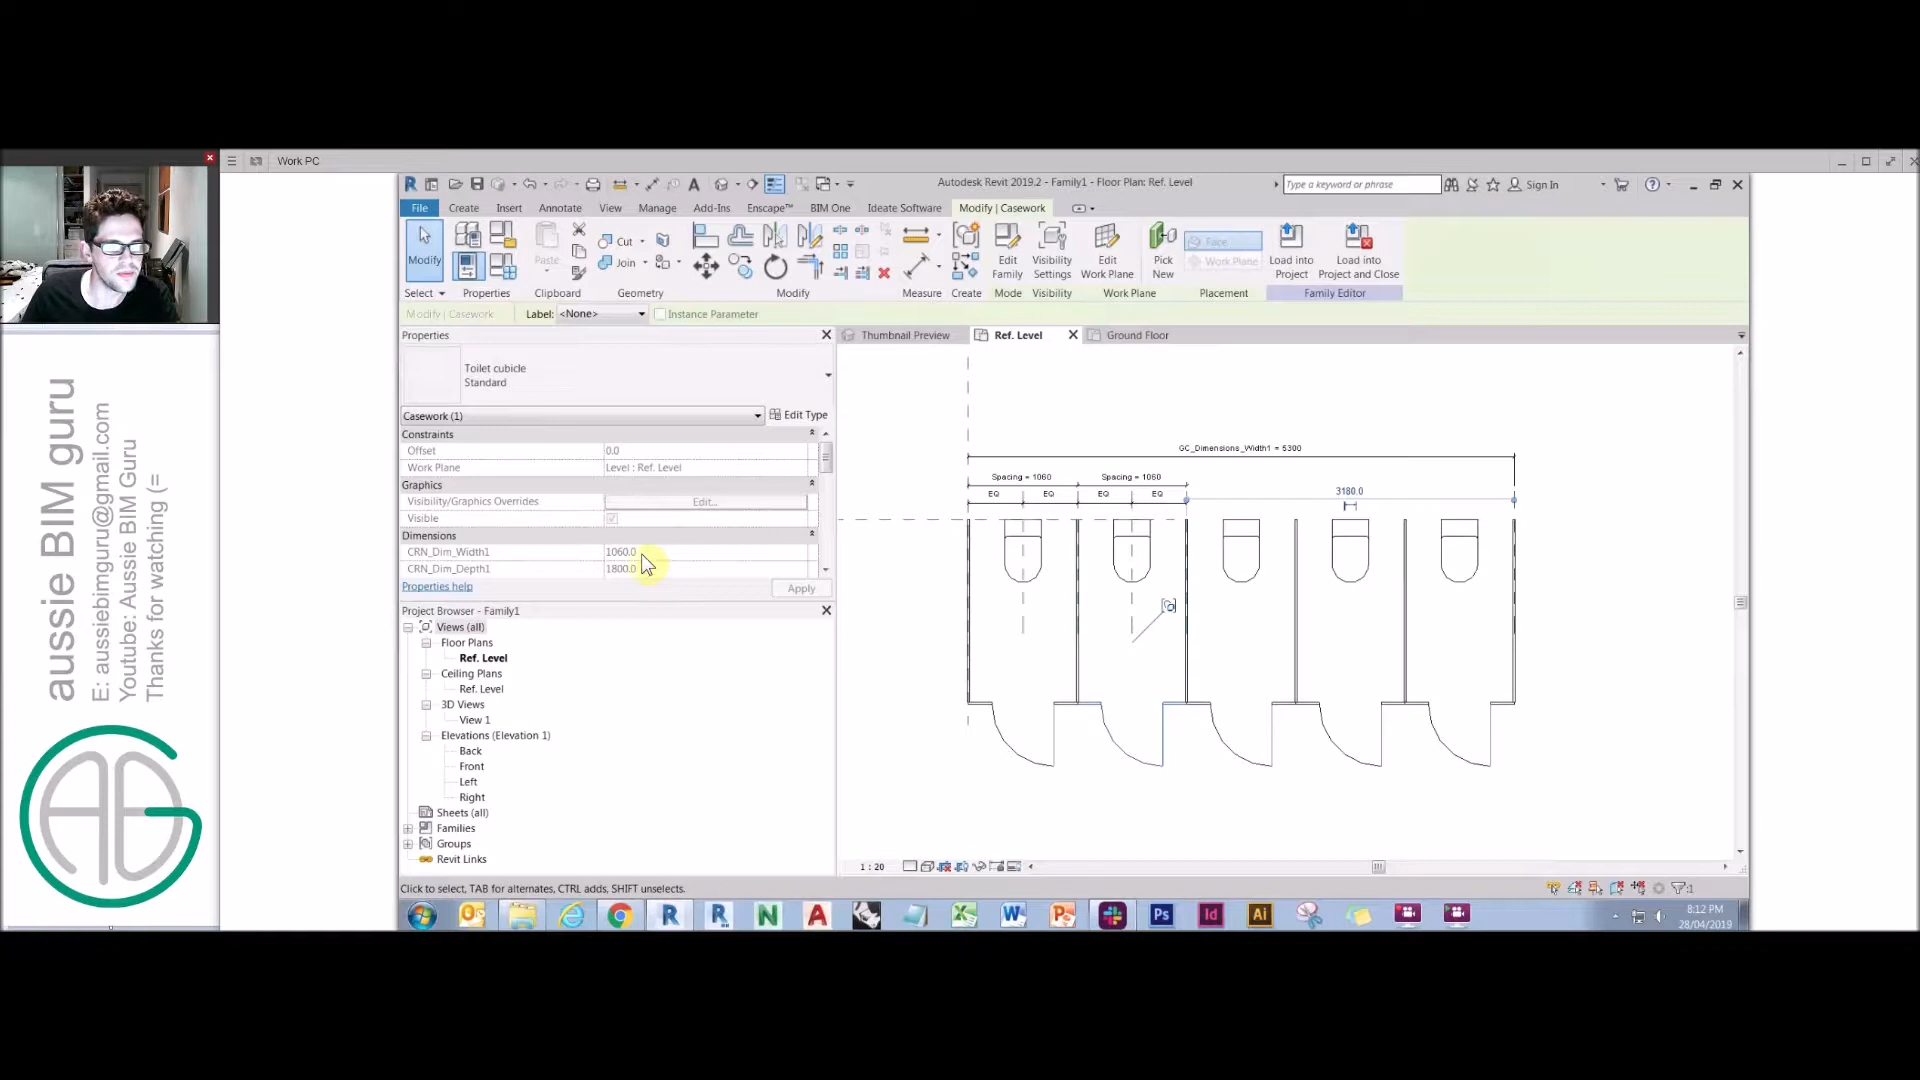 Work PC
Autodesk Revit 2019.2 - Family1 - Floor Plan: Ref. Level
Type a keyword or phrase
Sign In
File Create Insert Annotate View Manage Add-Ins Enscape™ BIM One Ideate Software Modify | Casework
Modify
Paste
Cut
Join
Edit Family
Visibility Settings
Edit Work Plane
Pick New
Face
Work Plane
Load into Project
Load into Project and Close
Select Properties Clipboard Geometry Modify Measure Create Mode Visibility Work Plane Placement Family Editor
Modify | Casework
Label: <None>
Instance Parameter
Properties
Toilet cubicle
Standard
Casework (1)
Edit Type
Constraints
Offset 0.0
Work Plane Level : Ref. Level
Graphics
Visibility/Graphics Overrides Edit...
Visible
Dimensions
CRN_Dim_Width1 1060.0
CRN_Dim_Depth1 1800.0
Properties help
Apply
Project Browser - Family1
Views (all)
Floor Plans
Ref. Level
Ceiling Plans
Ref. Level
3D Views
View 1
Elevations (Elevation 1)
Back
Front
Left
Right
Sheets (all)
Families
Groups
Revit Links
Thumbnail Preview
Ref. Level
Ground Floor
GC_Dimensions_Width1 = 5300
Spacing = 1060 Spacing = 1060
EQ EQ EQ EQ
3180.0
1 : 20
Click to select, TAB for alternates, CTRL adds, SHIFT unselects.
:1
8:12 PM
28/04/2019
aussie BIM guru
E: aussiebimguru@gmail.com
Youtube: Aussie BIM Guru
Thanks for watching (=